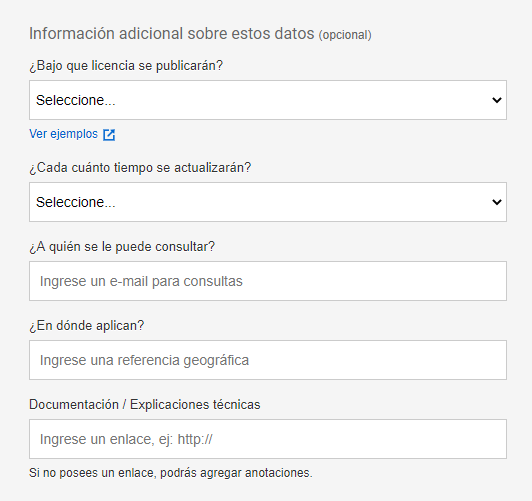 Información adicional sobre estos datos (opcional)
¿Bajo que licencia se publicarán?
Seleccione...
Ver ejemplos
¿Cada cuánto tiempo se actualizarán?
Seleccione...
¿A quién se le puede consultar?
Ingrese un e-mail para consultas
¿En dónde aplican?
Ingrese una referencia geográfica
Documentación / Explicaciones técnicas
Ingrese un enlace, ej: http://
Si no posees un enlace, podrás agregar anotaciones.